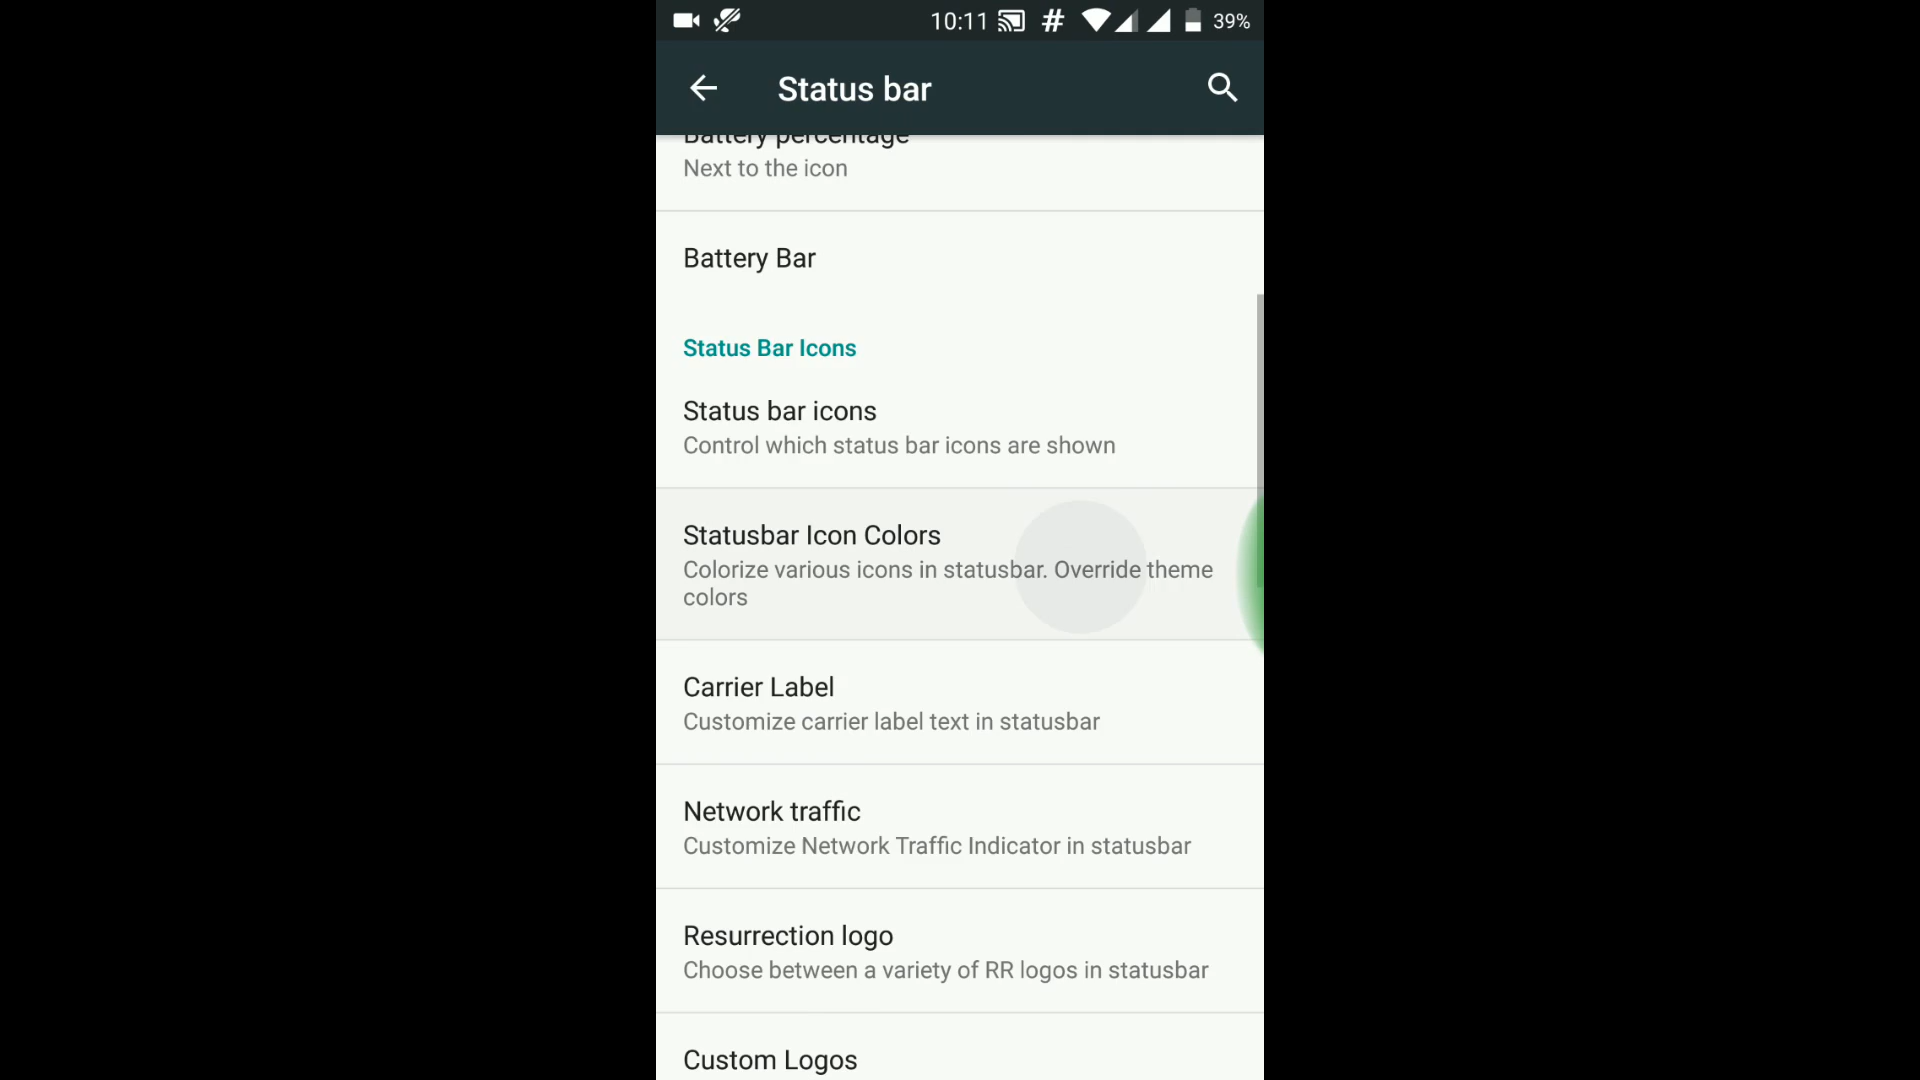 10:11 # 39%
Status bar
Battery percentage
Next to the icon
Battery Bar
Status Bar Icons
Status bar icons
Control which status bar icons are shown
Statusbar Icon Colors
Colorize various icons in statusbar. Override theme
colors
Carrier Label
Customize carrier label text in statusbar
Network traffic
Customize Network Traffic Indicator in statusbar
Resurrection logo
Choose between a variety of RR logos in statusbar
Custom Logos